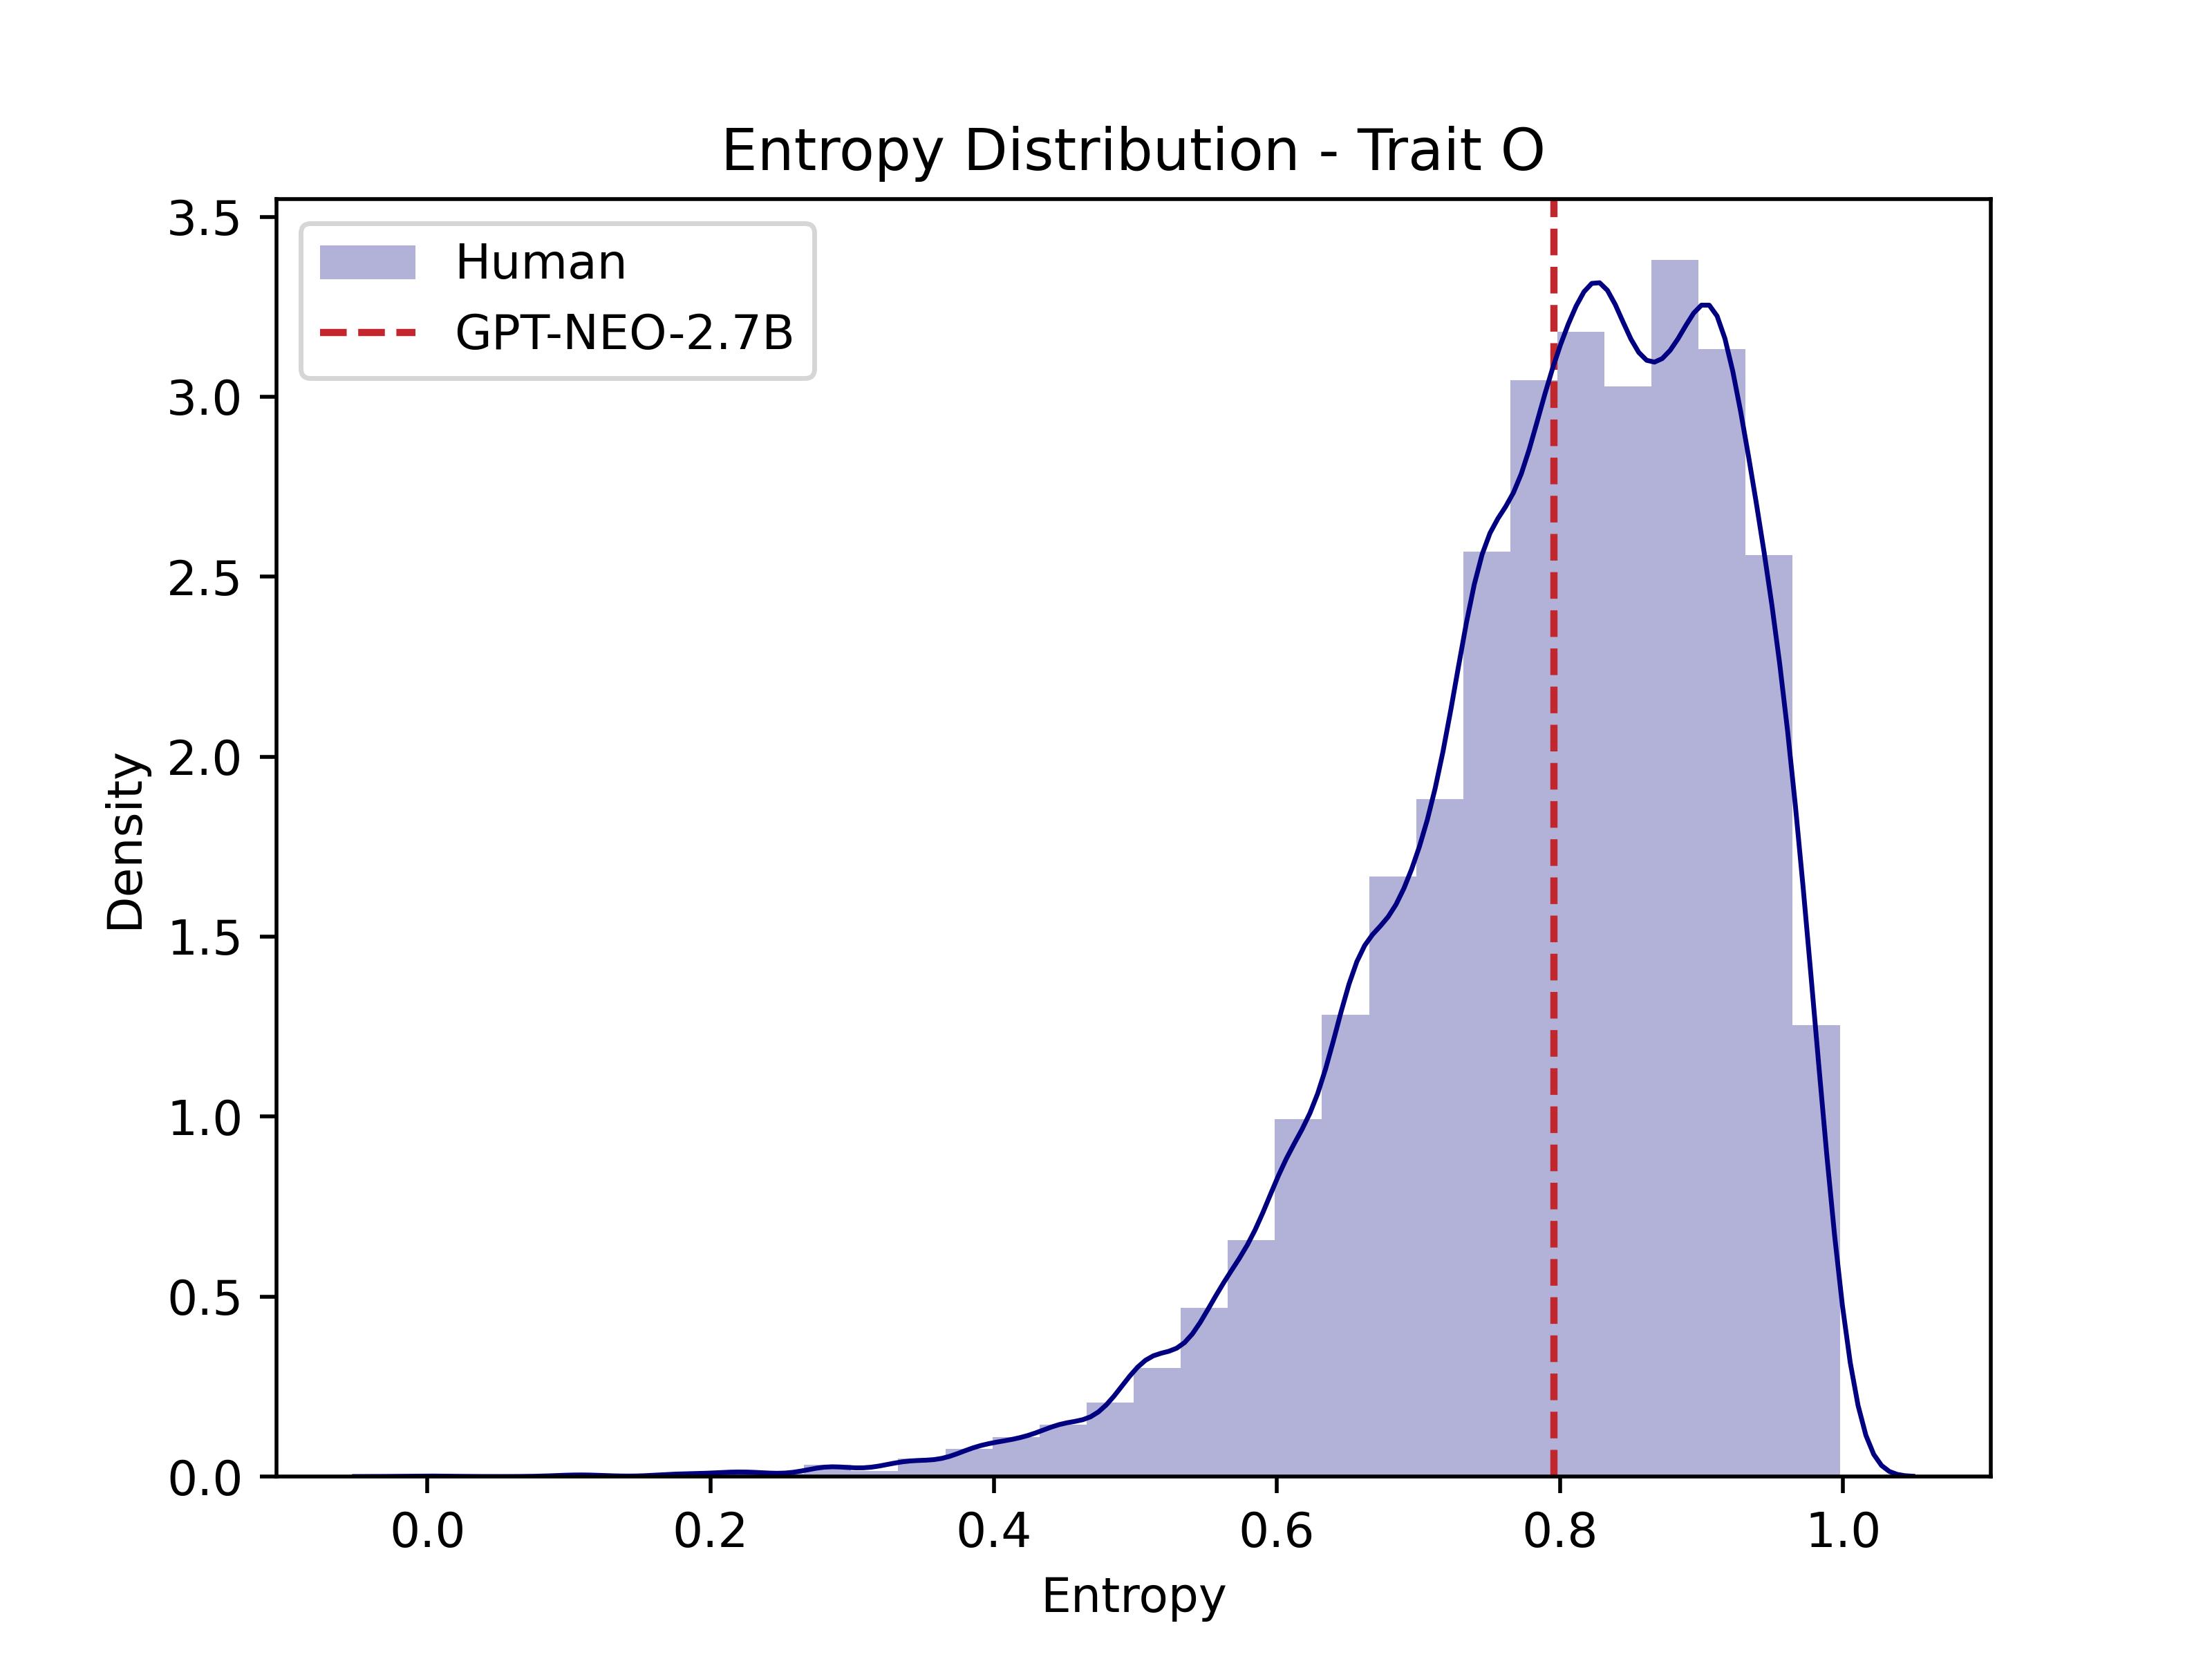 Entropy Distribution - Trait O
Human
GPT-NEO-2.7B
3.5
3.0
2.5
2.0
1.5
1.0
0.5
0.0
Density
0.0 0.2 0.4 0.6 0.8 1.0
Entropy